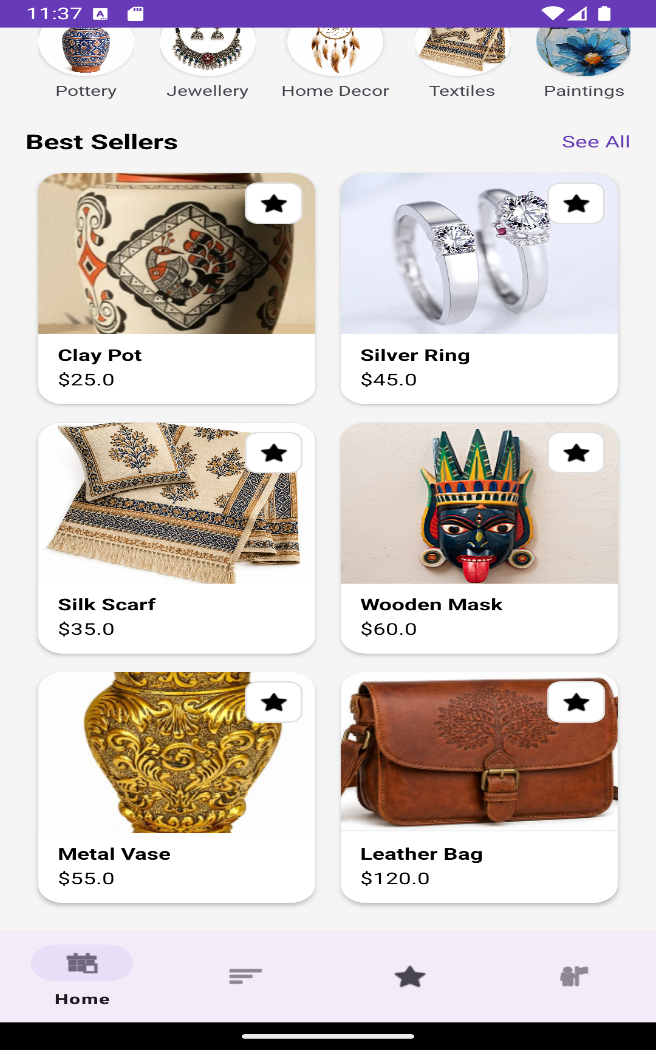 11:37 A
Pottery Jewellery Home Decor Textiles Paintings
Best Sellers See All
Clay Pot Silver Ring
$25.0 $45.0
Silk Scarf Wooden Mask
$35.0 $60.0
Metal Vase Leather Bag
$55.0 $120.0
Home